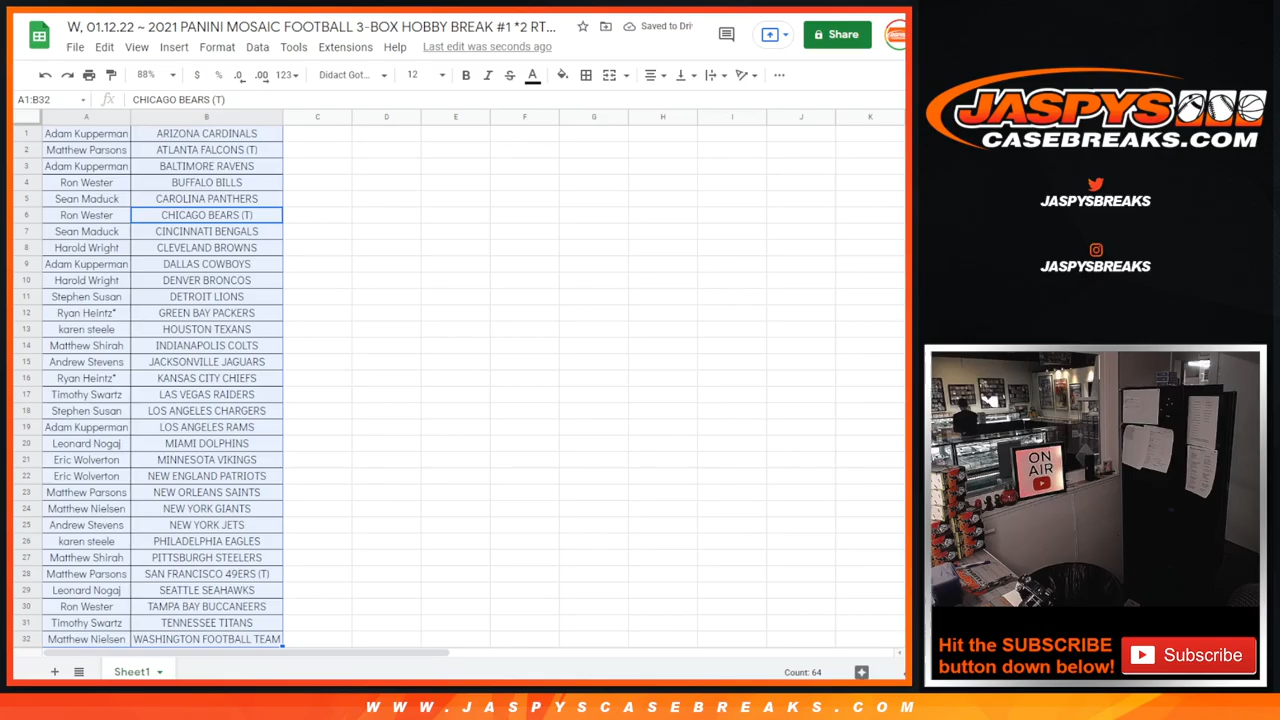 W, 01.12.22 ~ 2021 PANINI MOSAIC FOOTBALL 3-BOX HOBBY BREAK #1 *2 RT...
Saved to Dri
Share
File Edit View Insert Format Data Tools Extensions Help Last edit was seconds ago
88% $ % .0 .00 123 Didact Got... 12 B I S A
A1:B32 fx CHICAGO BEARS (T)
A B C D E F G H I J K
1 Adam Kupperman ARIZONA CARDINALS
2 Matthew Parsons ATLANTA FALCONS (T)
3 Adam Kupperman BALTIMORE RAVENS
4 Ron Wester BUFFALO BILLS
5 Sean Maduck CAROLINA PANTHERS
6 Ron Wester CHICAGO BEARS (T)
7 Sean Maduck CINCINNATI BENGALS
8 Harold Wright CLEVELAND BROWNS
9 Adam Kupperman DALLAS COWBOYS
10 Harold Wright DENVER BRONCOS
11 Stephen Susan DETROIT LIONS
12 Ryan Heintz* GREEN BAY PACKERS
13 karen steele HOUSTON TEXANS
14 Matthew Shirah INDIANAPOLIS COLTS
15 Andrew Stevens JACKSONVILLE JAGUARS
16 Ryan Heintz* KANSAS CITY CHIEFS
17 Timothy Swartz LAS VEGAS RAIDERS
18 Stephen Susan LOS ANGELES CHARGERS
19 Adam Kupperman LOS ANGELES RAMS
20 Leonard Nogaj MIAMI DOLPHINS
21 Eric Wolverton MINNESOTA VIKINGS
22 Eric Wolverton NEW ENGLAND PATRIOTS
23 Matthew Parsons NEW ORLEANS SAINTS
24 Matthew Nielsen NEW YORK GIANTS
25 Andrew Stevens NEW YORK JETS
26 karen steele PHILADELPHIA EAGLES
27 Matthew Shirah PITTSBURGH STEELERS
28 Matthew Parsons SAN FRANCISCO 49ERS (T)
29 Leonard Nogaj SEATTLE SEAHAWKS
30 Ron Wester TAMPA BAY BUCCANEERS
31 Timothy Swartz TENNESSEE TITANS
32 Matthew Nielsen WASHINGTON FOOTBALL TEAM
Sheet1
Count: 64
JASPYS
CASEBREAKS.COM
JASPYSBREAKS
JASPYSBREAKS
ON
AIR
Hit the SUBSCRIBE
button down below!
Subscribe
WWW.JASPYSCASEBREAKS.COM